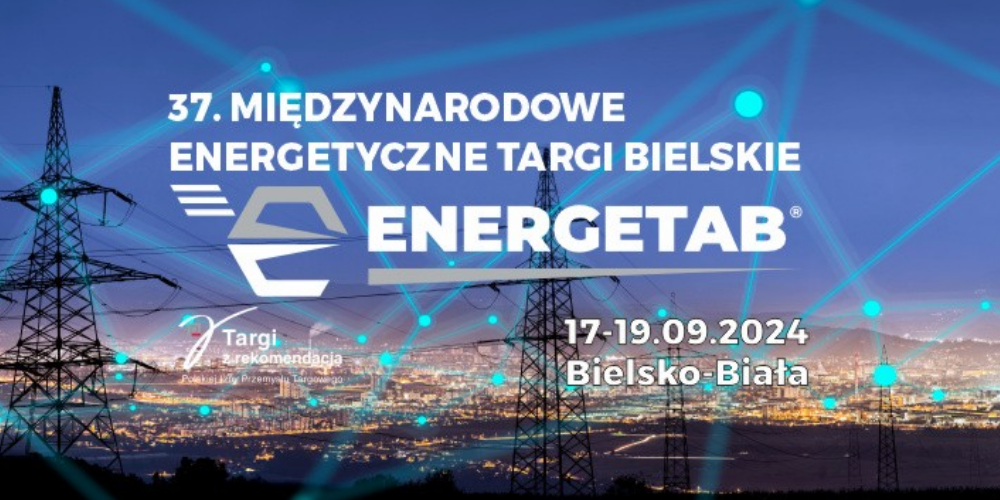 37. MIĘDZYNARODOWE
ENERGETYCZNE TARGI BIELSKIE
ENERGETAB®
17-19.09.2024
Bielsko-Biała
Targi
z rekomendacją
Polskiej Izby Przemysłu Targowego